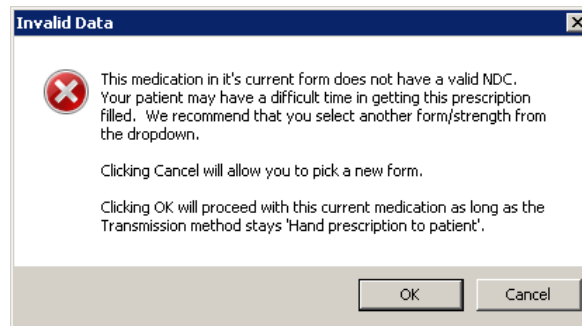 Invalid Data
This medication in it's current form does not have a valid NDC.
Your patient may have a difficult time in getting this prescription
filled.  We recommend that you select another form/strength from
the dropdown.
Clicking Cancel will allow you to pick a new form.
Clicking OK will proceed with this current medication as long as the
Transmission method stays 'Hand prescription to patient'.
OK
Cancel